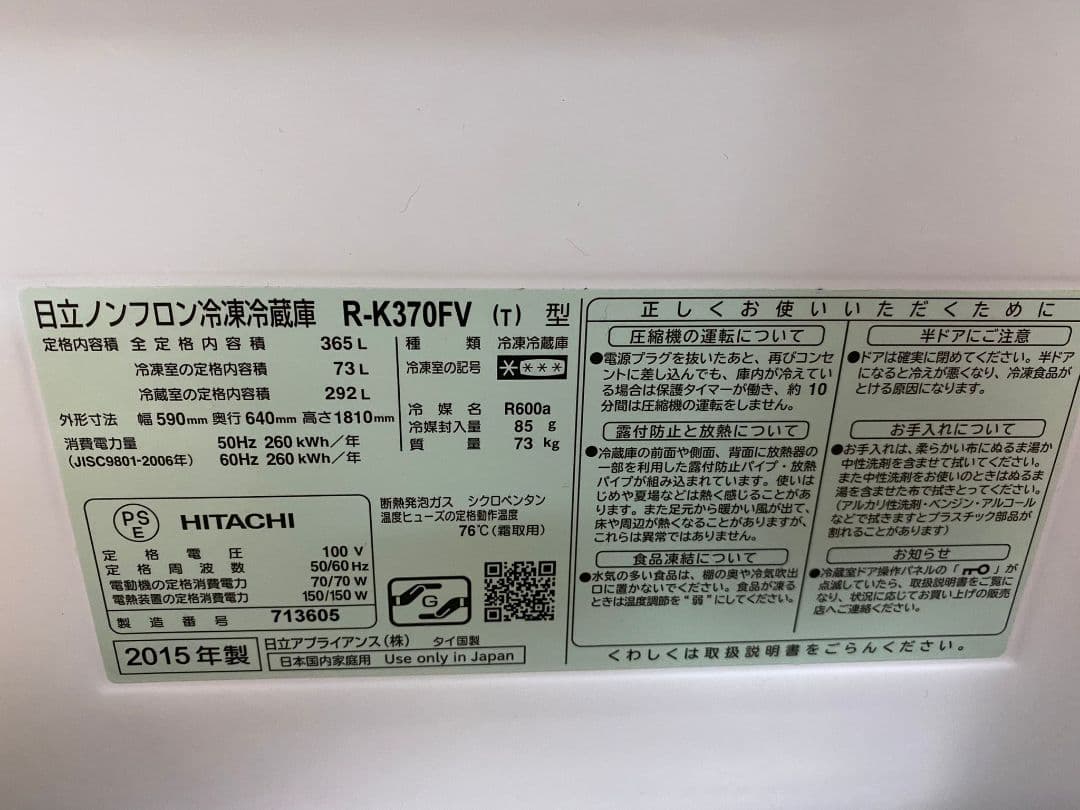 日立ノンフロン冷凍冷蔵庫 R-K370FV (T) 型
定格内容積 全定格内容積 365 L
冷凍室の定格内容積 73 L
冷蔵室の定格内容積 292 L
外形寸法 幅 590mm 奥行 640mm 高さ 1810mm
消費電力量 50Hz 260 kWh/年
(JISC9801-2006年) 60Hz 260 kWh/年
種類 冷凍冷蔵庫
冷凍室の記号 ＊＊＊＊
冷媒名 R600a
冷媒封入量 85 g
質量 73 kg
断熱発泡ガス シクロペンタン
温度ヒューズの定格動作温度
76℃(霜取用)
PS
E
HITACHI
定格電圧 100 V
定格周波数 50/60 Hz
電動機の定格消費電力 70/70 W
電熱装置の定格消費電力 150/150 W
製造番号 713605
G
2015年製
日立アプライアンス(株) タイ国製
日本国内家庭用 Use only in Japan
正しくお使いいただくために
圧縮機の運転について
●電源プラグを抜いたあと、再びコンセ
ントに差し込んでも、庫内が冷えてい
る場合は保護タイマーが働き、約 10
分間は圧縮機の運転をしません。
露付防止と放熱について
●冷蔵庫の前面や側面、背面に放熱器の
一部を利用した露付防止パイプ・放熱
パイプが組み込まれています。使いは
じめや夏場などは熱く感じることがあ
ります。また足元から暖かい風が出て、
床や周辺が熱くなることがありますが、
これらは異常ではありません。
食品凍結について
●水気の多い食品は、棚の奥や冷気吹出
口に置かないでください。食品が凍る
ときは温度調節を“弱”にしてください。
半ドアにご注意
●ドアは確実に閉めてください。半ドア
になると冷えが悪くなり、冷凍食品が
とける原因になります。
お手入れについて
●お手入れは、柔らかい布にぬるま湯か
中性洗剤を含ませて拭いてください。
また中性洗剤をお使いのときはぬるま
湯を含ませた布で拭きとってください。
(アルカリ性洗剤・ベンジン・アルコール
などで拭きますとプラスチック部品が
割れることがあります)
お知らせ
●冷蔵室ドア操作パネルの「 」が
点滅していたら、取扱説明書をご覧に
なり、状況に応じてお買い上げの販売
店へご連絡ください。
くわしくは取扱説明書をごらんください。